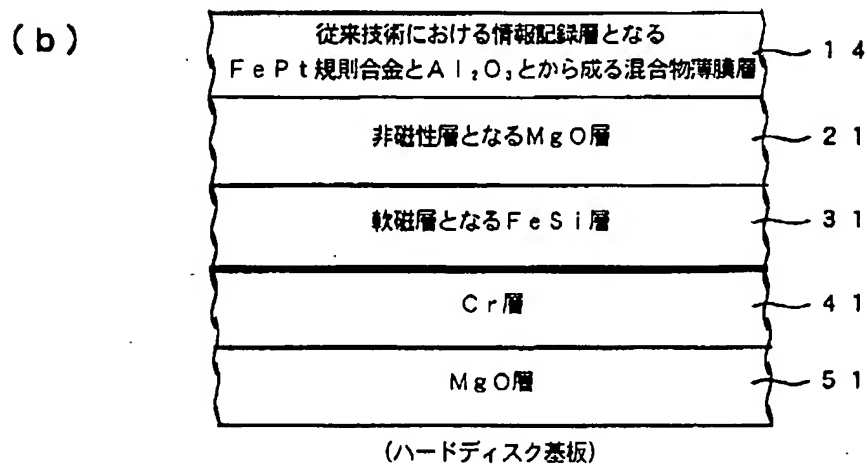 (b)
従来技術における情報記録層となる
FePt規則合金とAl₂O₃とから成る混合物薄膜層
14
非磁性層となるMgO層
21
軟磁層となるFeSi層
31
Cr層
41
MgO層
51
(ハードディスク基板)